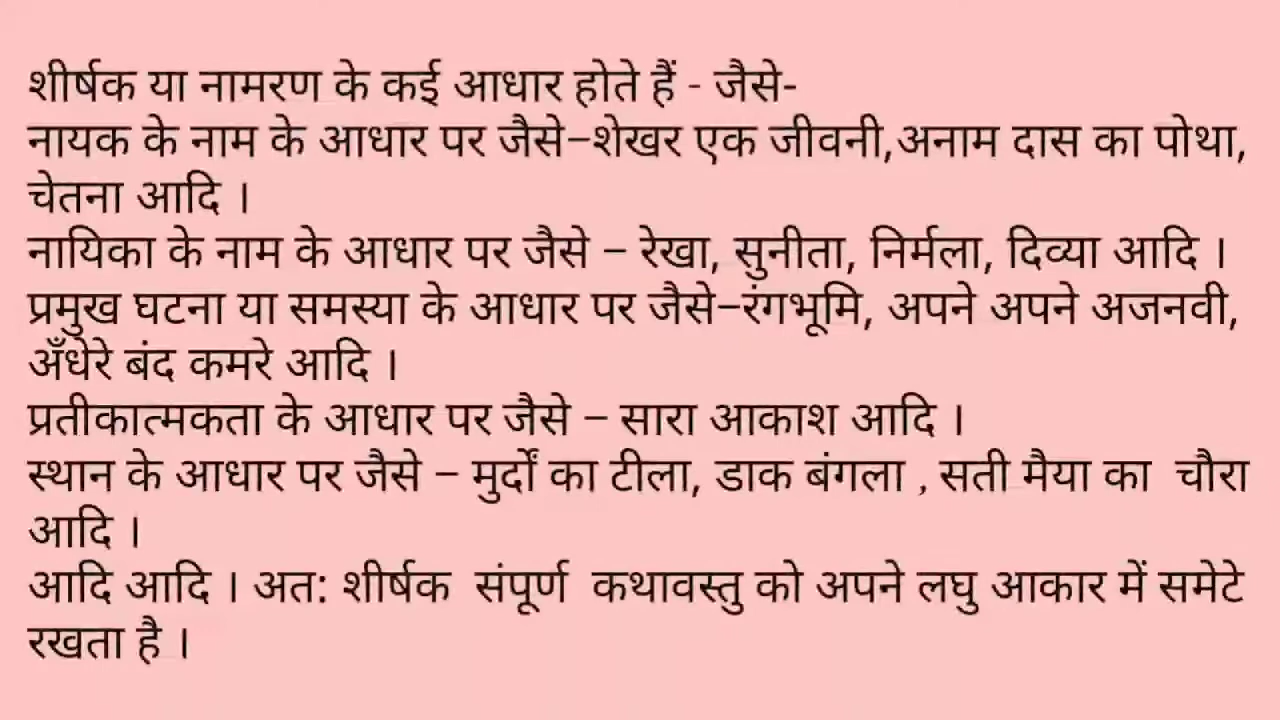 शीर्षक या नामरण के कई आधार होते हैं - जैसे-
नायक के नाम के आधार पर जैसे–शेखर एक जीवनी,अनाम दास का पोथा,
चेतना आदि ।
नायिका के नाम के आधार पर जैसे – रेखा, सुनीता, निर्मला, दिव्या आदि ।
प्रमुख घटना या समस्या के आधार पर जैसे–रंगभूमि, अपने अपने अजनवी,
अँधेरे बंद कमरे आदि ।
प्रतीकात्मकता के आधार पर जैसे – सारा आकाश आदि ।
स्थान के आधार पर जैसे – मुर्दों का टीला, डाक बंगला , सती मैया का  चौरा
आदि ।
आदि आदि । अत: शीर्षक  संपूर्ण  कथावस्तु को अपने लघु आकार में समेटे
रखता है ।